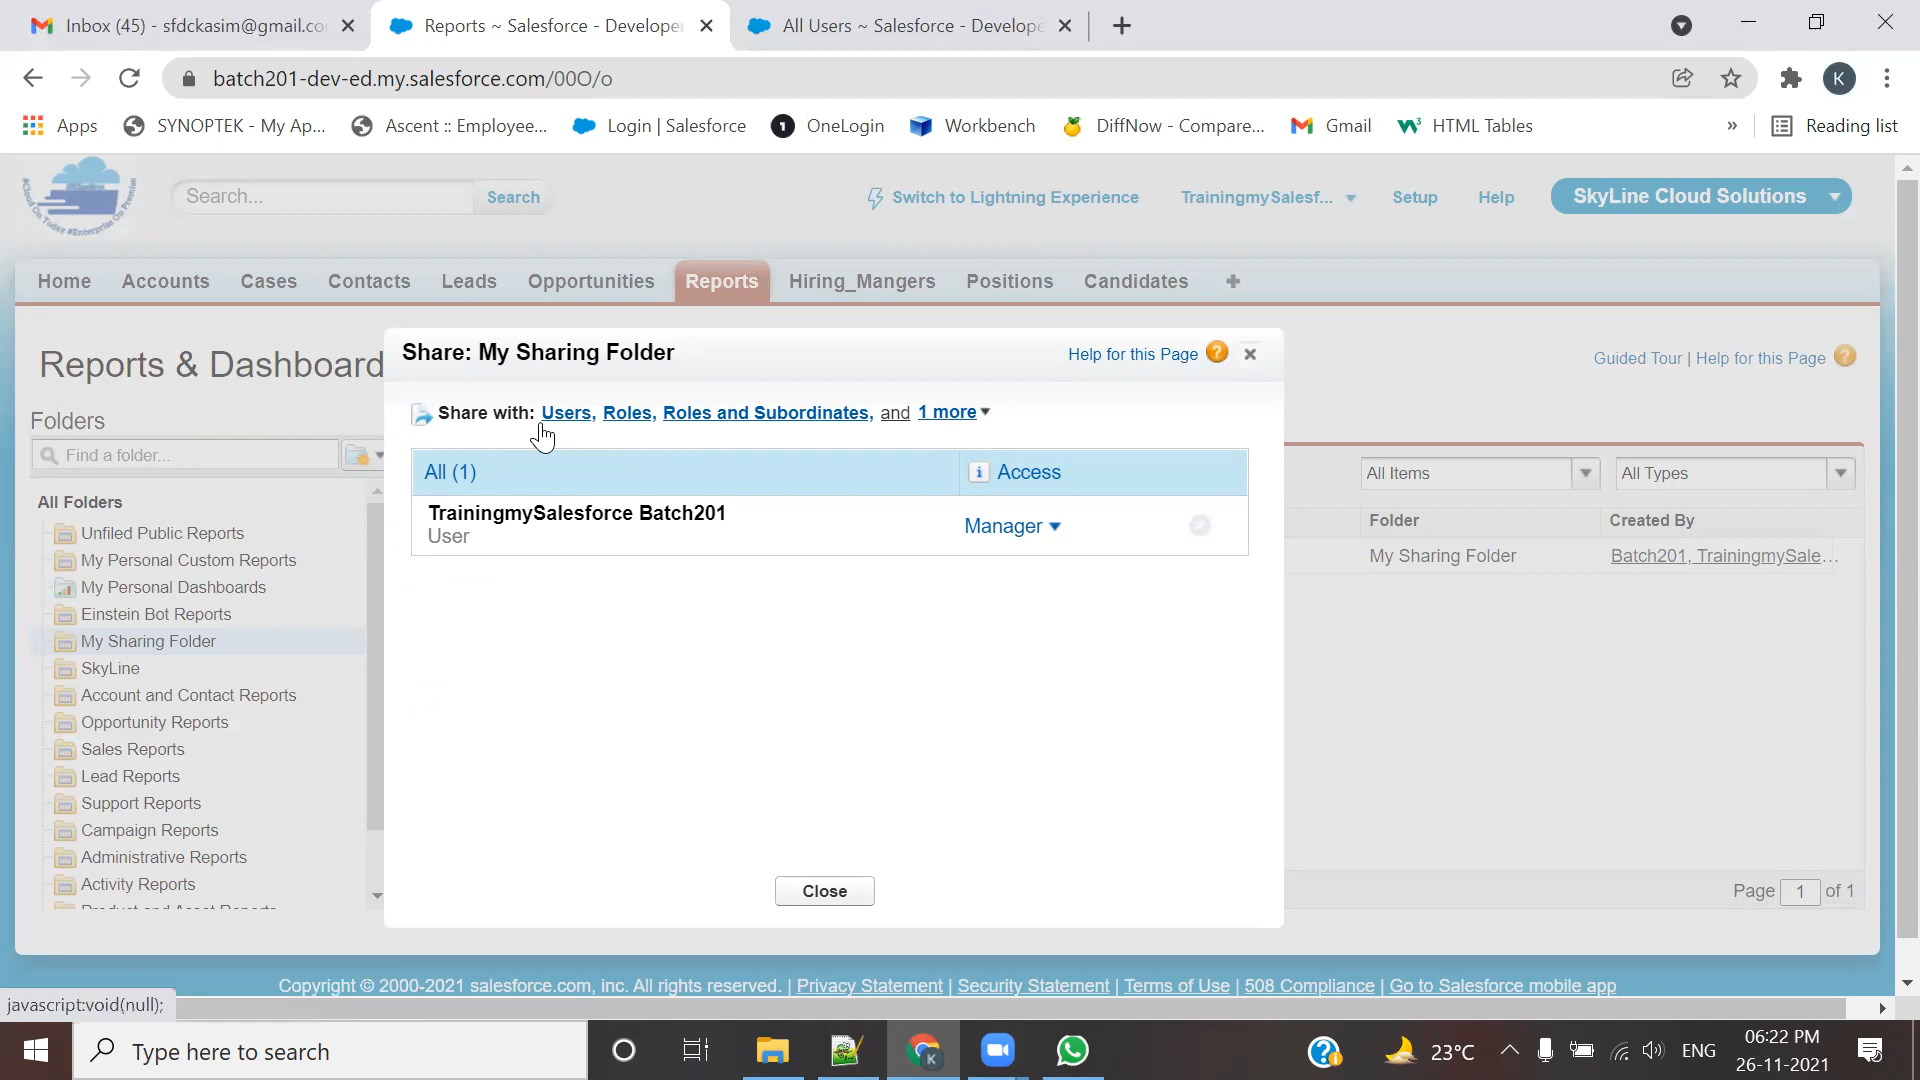 Inbox (45) - sfdckasim@gmail.co
Reports ~ Salesforce - Developer
All Users ~ Salesforce - Develope
batch201-dev-ed.my.salesforce.com/00O/o
K
Apps
SYNOPTEK - My Ap...
Ascent :: Employee...
Login | Salesforce
OneLogin
Workbench
DiffNow - Compare...
Gmail
HTML Tables
»
Reading list
Search...
Search
Switch to Lightning Experience
TrainingmySalesf...
Setup
Help
SkyLine Cloud Solutions
Home
Accounts
Cases
Contacts
Leads
Opportunities
Reports
Hiring_Mangers
Positions
Candidates
Reports & Dashboard
Guided Tour | Help for this Page
Folders
Find a folder...
All Folders
Unfiled Public Reports
My Personal Custom Reports
My Personal Dashboards
Einstein Bot Reports
My Sharing Folder
SkyLine
Account and Contact Reports
Opportunity Reports
Sales Reports
Lead Reports
Support Reports
Campaign Reports
Administrative Reports
Activity Reports
Share: My Sharing Folder
Help for this Page
Share with: Users, Roles, Roles and Subordinates, and 1 more
All (1)
Access
TrainingmySalesforce Batch201
User
Manager
Close
All Items
All Types
Folder
Created By
My Sharing Folder
Batch201, TrainingmySale...
Page 1 of 1
Copyright © 2000-2021 salesforce.com, inc. All rights reserved. | Privacy Statement | Security Statement | Terms of Use | 508 Compliance | Go to Salesforce mobile app
javascript:void(null);
Type here to search
23°C
ENG
06:22 PM
26-11-2021